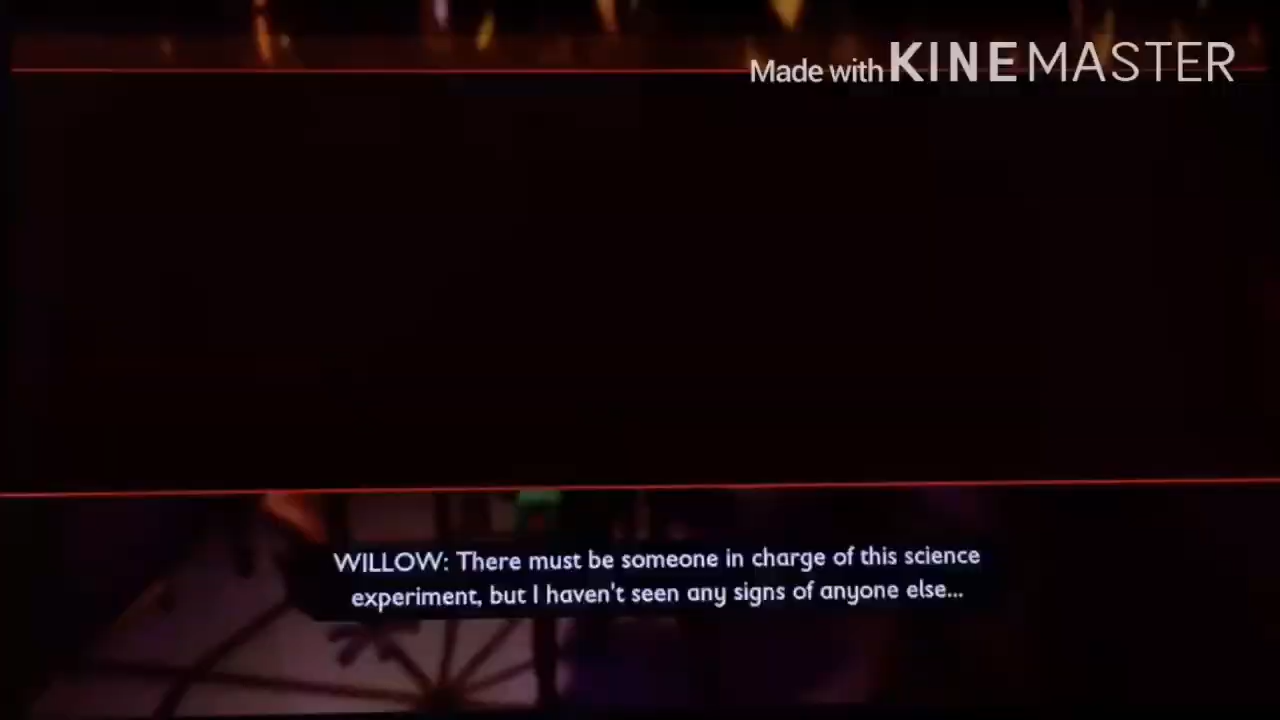 Made with KINEMASTER
WILLOW: There must be someone in charge of this science
experiment, but I haven't seen any signs of anyone else...